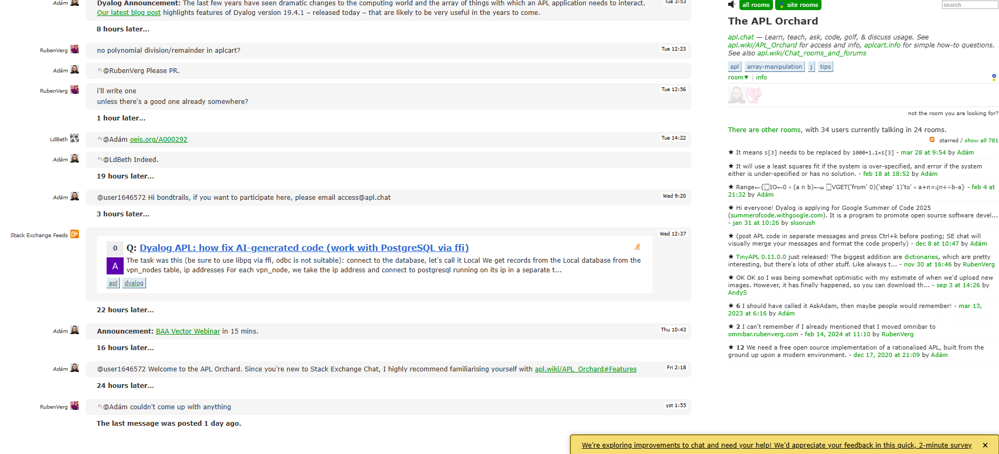 Adám
Dyalog Announcement: The last few years have seen dramatic changes to the computing world and the array of things with which an APL application needs to interact.
Tue 3:53
Our latest blog post highlights features of Dyalog version 19.4.1 – released today – that are likely to be very useful in the years to come.
8 hours later...
RubenVerg
no polynomial division/remainder in aplcart?
Tue 12:23
Adám
@RubenVerg Please PR.
RubenVerg
i'll write one
Tue 12:56
unless there's a good one already somewhere?
1 hour later...
LdBeth
@Adám oeis.org/A000292
Tue 14:22
Adám
@LdBeth Indeed.
19 hours later...
Adám
@user1646572 Hi bondtrails, if you want to participate here, please email access@apl.chat
Wed 9:20
3 hours later...
Stack Exchange Feeds
Wed 12:37
0
Q: Dyalog APL: how fix AI-generated code (work with PostgreSQL via ffi)
A
The task was this (be sure to use libpq via ffi, odbc is not suitable): connect to the database, let's call it Local We get records from the Local database from the
vpn_nodes table, ip addresses For each vpn_node, we take the ip address and connect to postgresql running on its ip in a separate t...
apl dyalog
22 hours later...
Adám
Announcement: BAA Vector Webinar in 15 mins.
Thu 10:43
16 hours later...
Adám
@user1646572 Welcome to the APL Orchard. Since you're new to Stack Exchange Chat, I highly recommend familiarising yourself with apl.wiki/APL_Orchard#Features
Fri 2:18
24 hours later...
RubenVerg
@Adám couldn't come up with anything
yst 1:55
The last message was posted 1 day ago.
all rooms site rooms
search
The APL Orchard
apl.chat — Learn, teach, ask, code, golf, & discuss usage. See
apl.wiki/APL_Orchard for access and info, aplcart.info for simple how-to questions.
See also apl.wiki/Chat_rooms_and_forums
apl array-manipulation j tips
room▼ | info
not the room you are looking for?
There are other rooms, with 34 users currently talking in 24 rooms.
starred / show all 781
★ It means s[3] needs to be replaced by 1000+1.1×s[3] - mar 28 at 9:54 by Adám
★ It will use a least squares fit if the system is over-specified, and error if the system
either is under-specified or has no solution. - feb 18 at 18:52 by Adám
★ Range←{⎕IO←0 ⋄ (a n b)←⍵ ⎕VGET('from' 0)('step' 1)'to' ⋄ a+n×⍳⌊n÷⍨b-a} - feb 4 at
21:32 by Adám
★ Hi everyone! Dyalog is applying for Google Summer of Code 2025
(summerofcode.withgoogle.com). It is a program to promote open source software devel...
- jan 31 at 10:26 by sloorush
★ (post APL code in separate messages and press Ctrl+k before posting; SE chat will
visually merge your messages and format the code properly) - dec 8 at 10:47 by Adám
★ TinyAPL 0.11.0.0 just released! The biggest addition are dictionaries, which are pretty
interesting, but there's lots of other stuff. Like always t... - nov 30 at 16:46 by RubenVerg
★ OK OK so I was being somewhat optimistic with my estimate of when we'd upload new
images. However, it has finally happened, so you can download th... - sep 3 at 14:26 by
AndyS
★ 6 I should have called it AskAdam, then maybe people would remember! - mar 13,
2023 at 6:16 by Adám
★ 2 I can't remember if I already mentioned that I moved omnibar to
omnibar.rubenverg.com - feb 14, 2024 at 11:10 by RubenVerg
★ 12 We need a free open source implementation of a rationalised APL, built from the
ground up upon a modern environment. - dec 17, 2020 at 21:09 by Adám
We're exploring improvements to chat and need your help! We'd appreciate your feedback in this quick, 2-minute survey ×